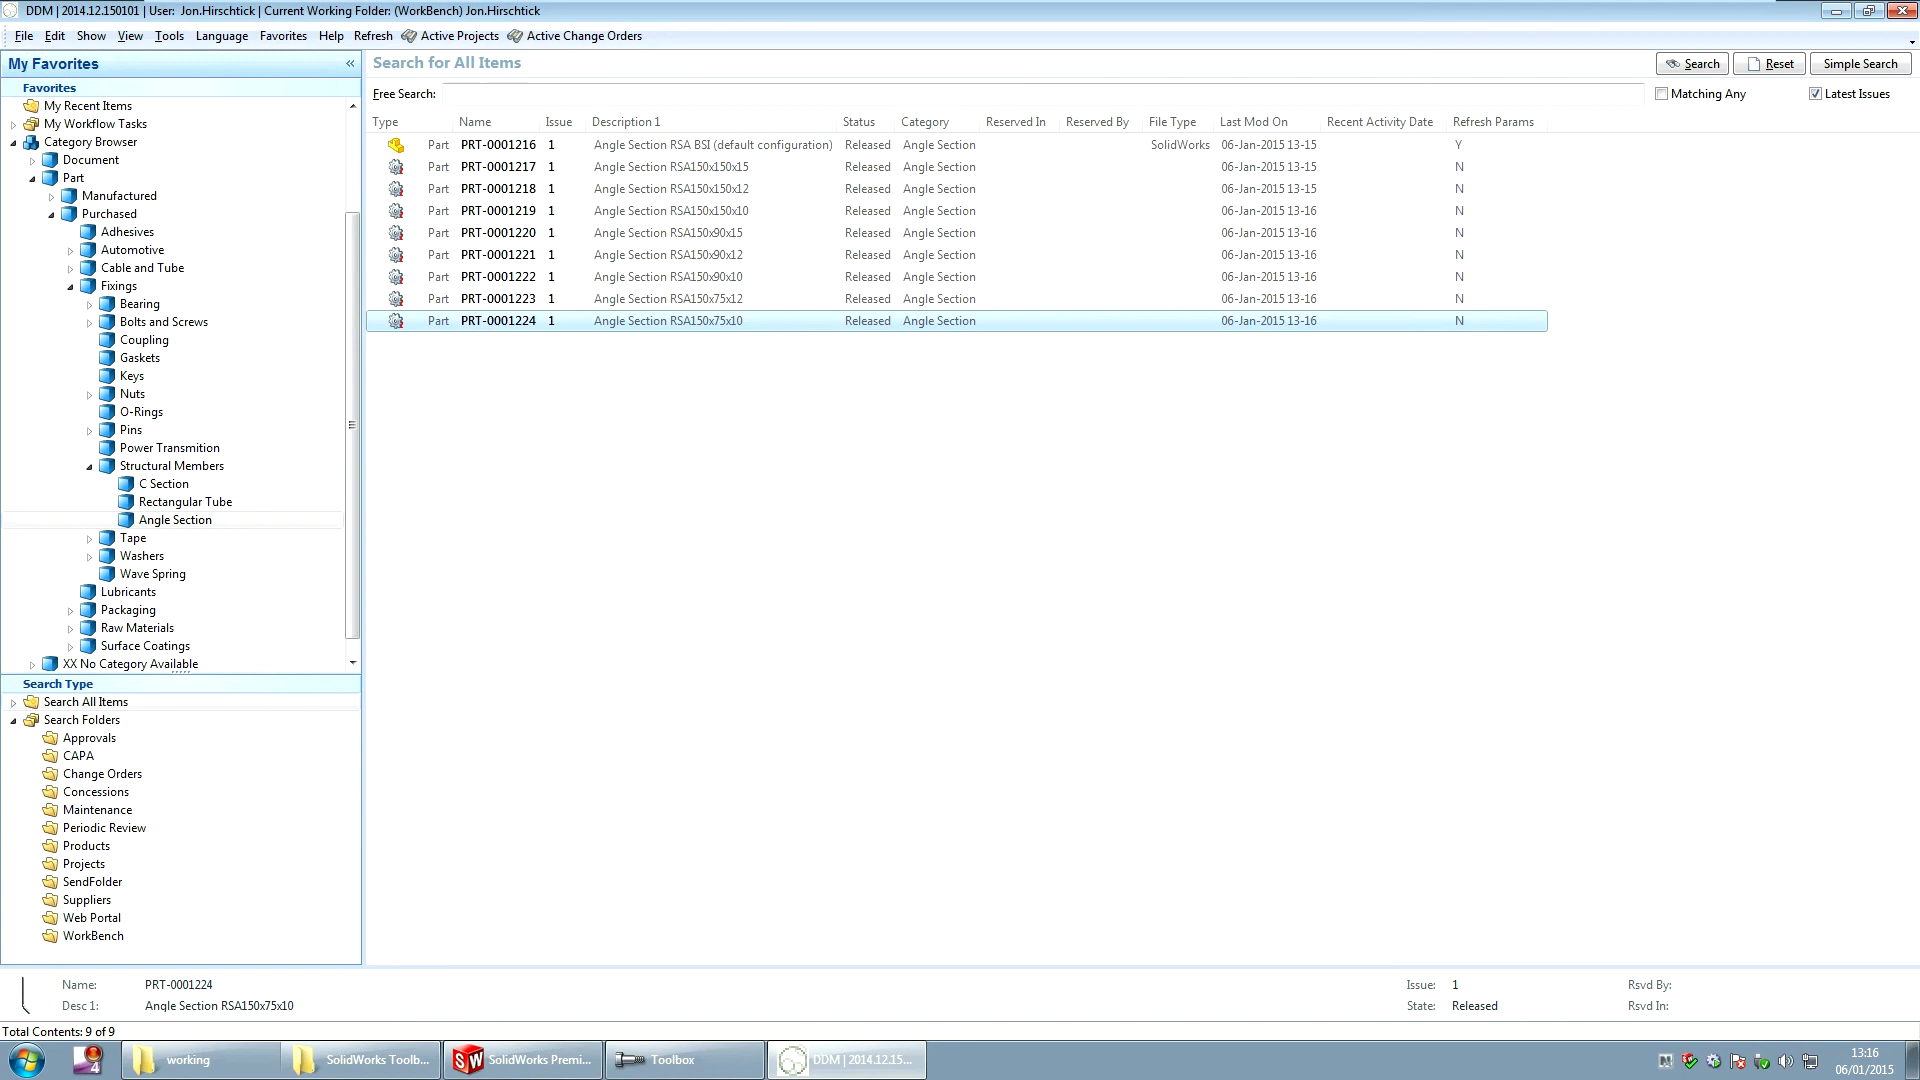 DDM | 2014.12.150101 | User:  Jon.Hirschtick | Current Working Folder: (WorkBench) Jon.Hirschtick
File Edit Show View Tools Language Favorites Help Refresh Active Projects Active Change Orders
My Favorites «
Favorites
My Recent Items
My Workflow Tasks
Category Browser
Document
Part
Manufactured
Purchased
Adhesives
Automotive
Cable and Tube
Fixings
Bearing
Bolts and Screws
Coupling
Gaskets
Keys
Nuts
O-Rings
Pins
Power Transmition
Structural Members
C Section
Rectangular Tube
Angle Section
Tape
Washers
Wave Spring
Lubricants
Packaging
Raw Materials
Surface Coatings
XX No Category Available
Search Type
Search All Items
Search Folders
Approvals
CAPA
Change Orders
Concessions
Maintenance
Periodic Review
Products
Projects
SendFolder
Suppliers
Web Portal
WorkBench
Search for All Items Search Reset Simple Search
Free Search: Matching Any Latest Issues
Type Name Issue Description 1 Status Category Reserved In Reserved By File Type Last Mod On Recent Activity Date Refresh Params
Part PRT-0001216 1 Angle Section RSA BSI (default configuration) Released Angle Section SolidWorks 06-Jan-2015 13-15 Y
Part PRT-0001217 1 Angle Section RSA150x150x15 Released Angle Section 06-Jan-2015 13-15 N
Part PRT-0001218 1 Angle Section RSA150x150x12 Released Angle Section 06-Jan-2015 13-15 N
Part PRT-0001219 1 Angle Section RSA150x150x10 Released Angle Section 06-Jan-2015 13-16 N
Part PRT-0001220 1 Angle Section RSA150x90x15 Released Angle Section 06-Jan-2015 13-16 N
Part PRT-0001221 1 Angle Section RSA150x90x12 Released Angle Section 06-Jan-2015 13-16 N
Part PRT-0001222 1 Angle Section RSA150x90x10 Released Angle Section 06-Jan-2015 13-16 N
Part PRT-0001223 1 Angle Section RSA150x75x12 Released Angle Section 06-Jan-2015 13-16 N
Part PRT-0001224 1 Angle Section RSA150x75x10 Released Angle Section 06-Jan-2015 13-16 N
Name: PRT-0001224 Issue: 1 Rsvd By:
Desc 1: Angle Section RSA150x75x10 State: Released Rsvd In:
Total Contents: 9 of 9
4 working SolidWorks Toolb... SW SolidWorks Premi... Toolbox DDM | 2014.12.15... 13:16
06/01/2015